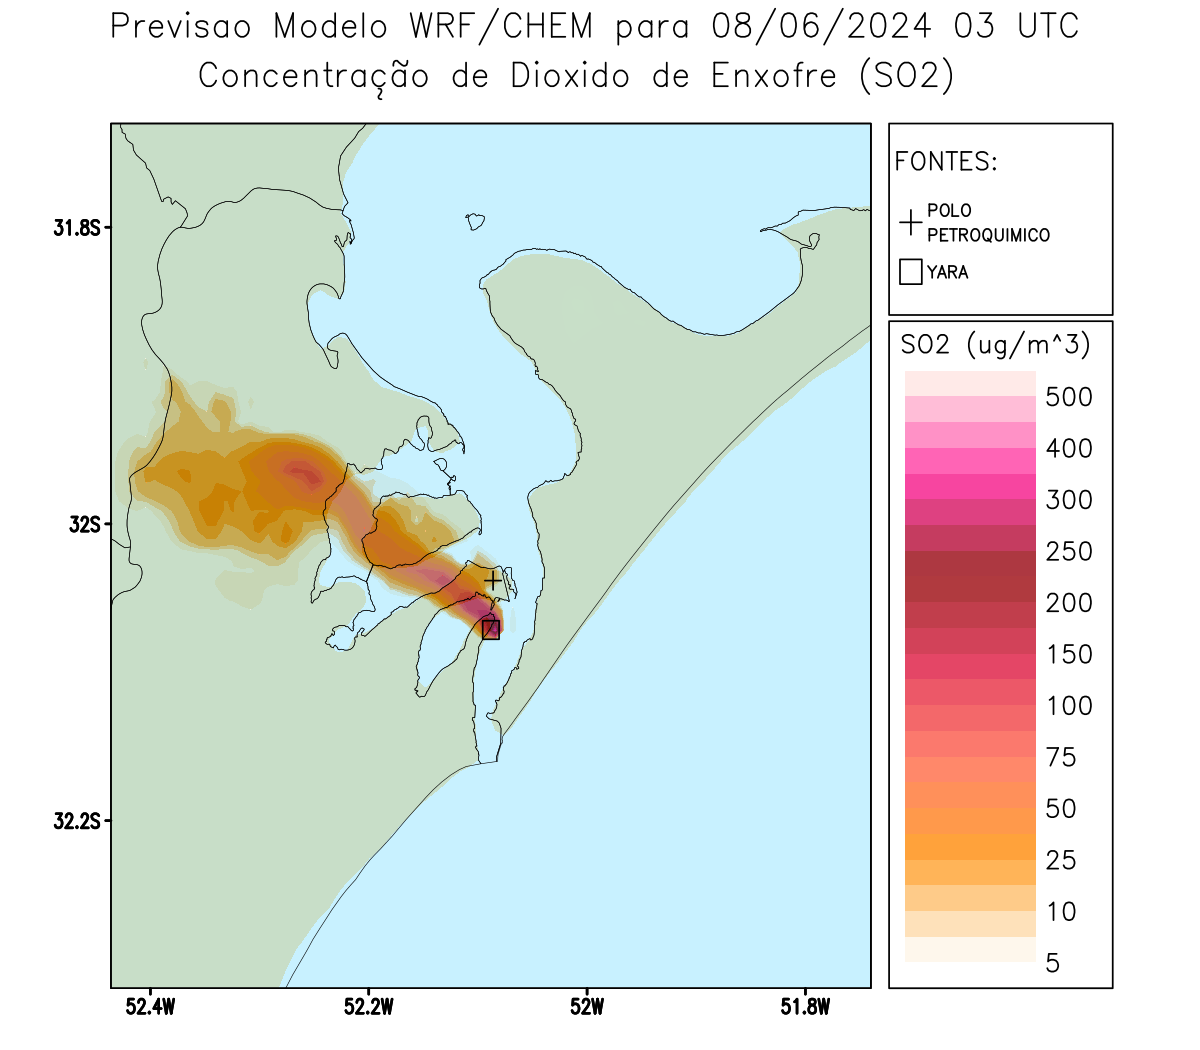 Previsao Modelo WRF/CHEM para 08/06/2024 03 UTC
Concentração de Dioxido de Enxofre (SO2)
FONTES:
POLO
PETROQUIMICO
YARA
31.8S
32S
32.2S
52.4W
52.2W
52W
51.8W
SO2 (ug/m^3)
500
400
300
250
200
150
100
75
50
25
10
5